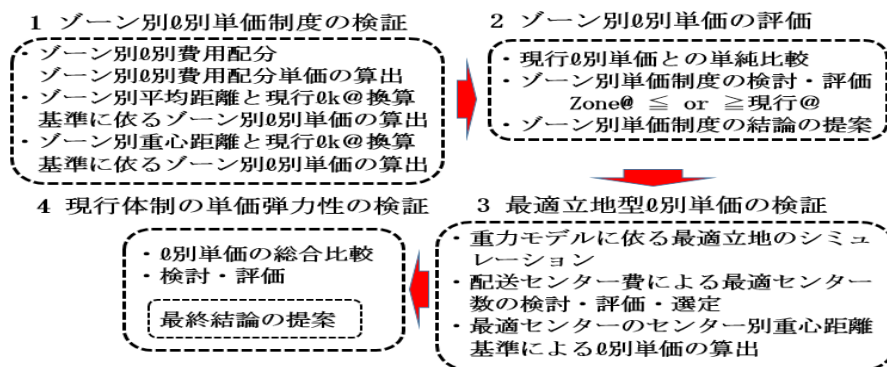 1 ゾーン別ℓ別単価制度の検証
・ゾーン別ℓ別費用配分
ゾーン別ℓ別費用配分単価の算出
・ゾーン別平均距離と現行ℓk@換算
基準に依るゾーン別ℓ別単価の算出
・ゾーン別重心距離と現行ℓk@換算
基準に依るゾーン別ℓ別単価の算出
2 ゾーン別ℓ別単価の評価
・現行ℓ別単価との単純比較
・ゾーン別単価制度の検討・評価
Zone@ ≦ or ≧現行@
・ゾーン別単価制度の結論の提案
3 最適立地型ℓ別単価の検証
・重力モデルに依る最適立地のシミュ
レーション
・配送センター費による最適センター
数の検討・評価・選定
・最適センターのセンター別重心距離
基準によるℓ別単価の算出
4 現行体制の単価弾力性の検証
・ℓ別単価の総合比較
・検討・評価
最終結論の提案